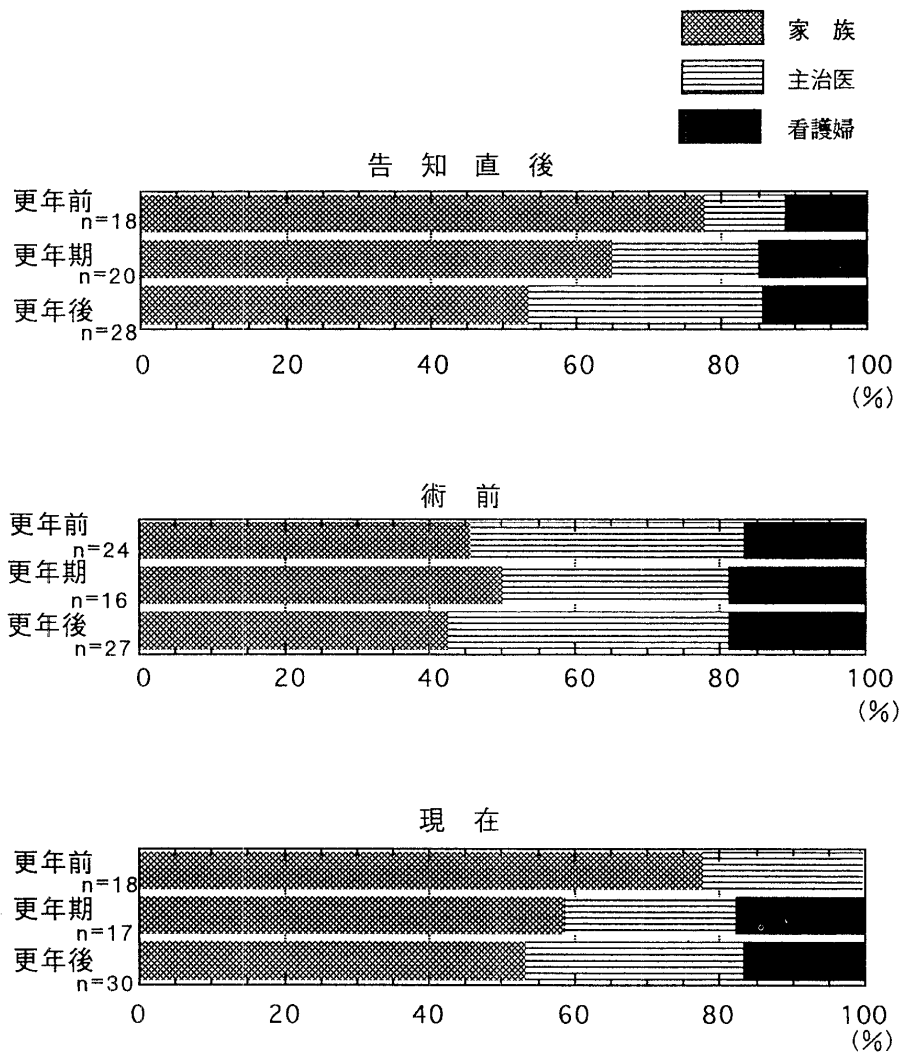 家 族
主治医
看護婦
告 知 直 後
更年前
n=18
更年期
n=20
更年後
n=28
0 20 40 60 80 100
(%)
術 前
更年前
n=24
更年期
n=16
更年後
n=27
0 20 40 60 80 100
(%)
現 在
更年前
n=18
更年期
n=17
更年後
n=30
0 20 40 60 80 100
(%)